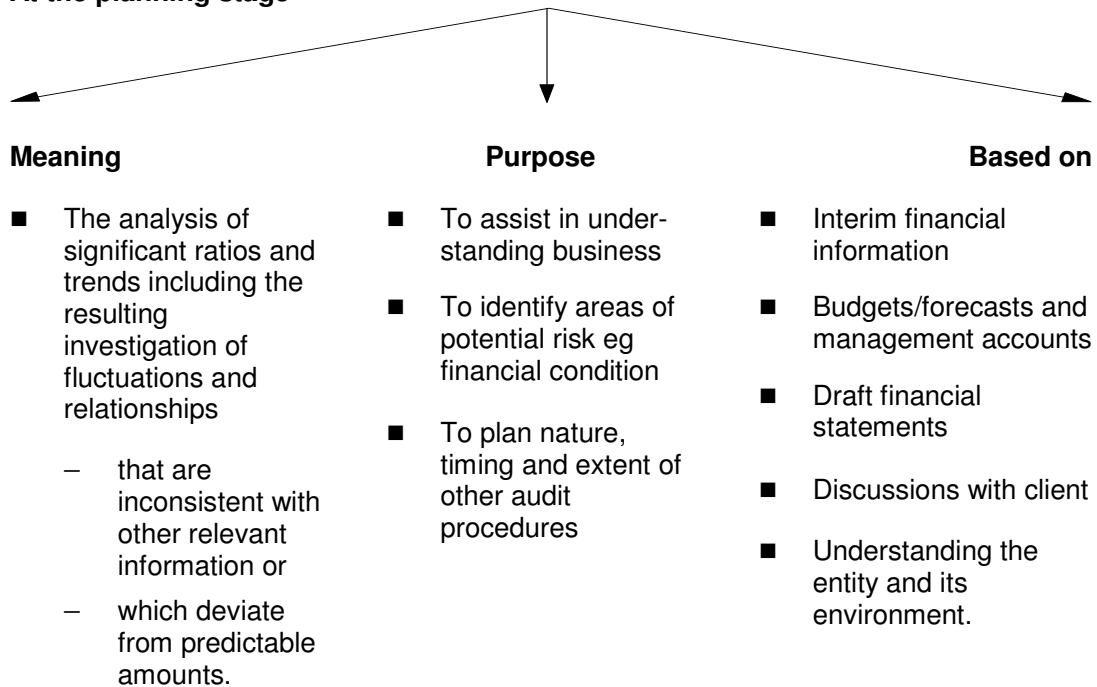 At the planning stage
Meaning
■ The analysis of
significant ratios and
trends including the
resulting
investigation of
fluctuations and
relationships
– that are
inconsistent with
other relevant
information or
– which deviate
from predictable
amounts.
Purpose
■ To assist in under-
standing business
■ To identify areas of
potential risk eg
financial condition
■ To plan nature,
timing and extent of
other audit
procedures
Based on
■ Interim financial
information
■ Budgets/forecasts and
management accounts
■ Draft financial
statements
■ Discussions with client
■ Understanding the
entity and its
environment.